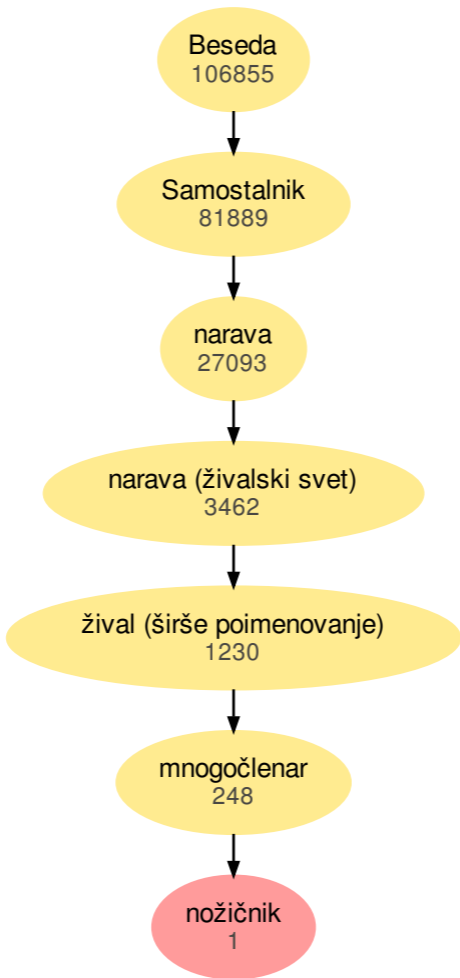 Beseda
106855
Samostalnik
81889
narava
27093
narava (živalski svet)
3462
žival (širše poimenovanje)
1230
mnogočlenar
248
nožičnik
1